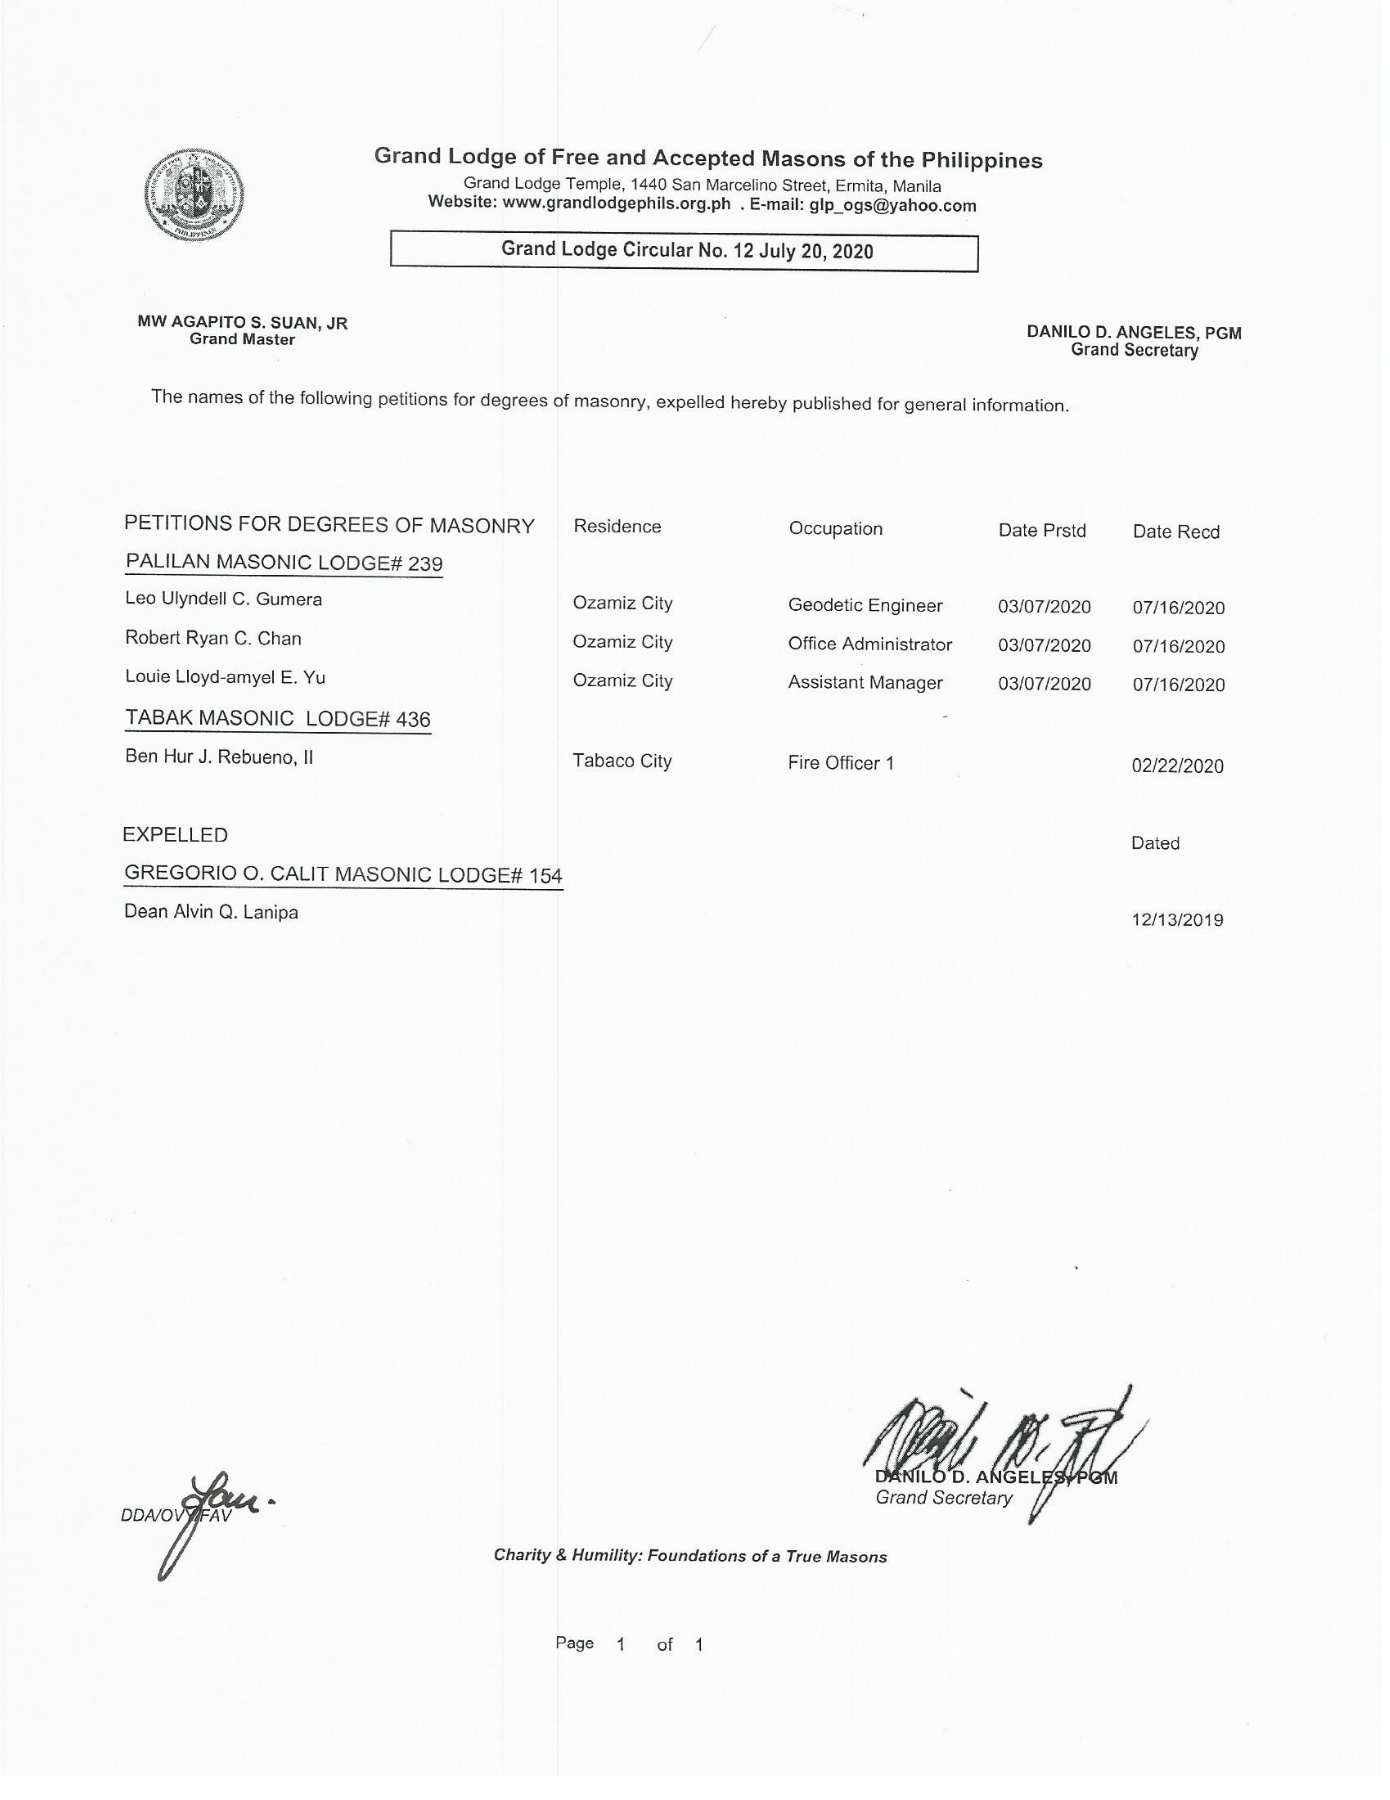 Grand Lodge of Free and Accepted Masons of the Philippines
Grand Lodge Temple, 1440 San Marcelino Street, Ermita, Manila
Website: www.grandlodgephils.org.ph . E-mail: glp_ogs@yahoo.com
Grand Lodge Circular No. 12 July 20, 2020
MW AGAPITO S. SUAN, JR
Grand Master
DANILO D. ANGELES, PGM
Grand Secretary
The names of the following petitions for degrees of masonry, expelled hereby published for general information.
PETITIONS FOR DEGREES OF MASONRY Residence Occupation Date Prstd Date Recd
PALILAN MASONIC LODGE# 239
Leo Ulyndell C. Gumera Ozamiz City Geodetic Engineer 03/07/2020 07/16/2020
Robert Ryan C. Chan Ozamiz City Office Administrator 03/07/2020 07/16/2020
Louie Lloyd-amyel E. Yu Ozamiz City Assistant Manager 03/07/2020 07/16/2020
TABAK MASONIC LODGE# 436
Ben Hur J. Rebueno, II Tabaco City Fire Officer 1 02/22/2020
EXPELLED Dated
GREGORIO O. CALIT MASONIC LODGE# 154
Dean Alvin Q. Lanipa 12/13/2019
DANILO D. ANGELES, PGM
Grand Secretary
DDA/OVY/FAV
Charity & Humility: Foundations of a True Masons
Page 1 of 1